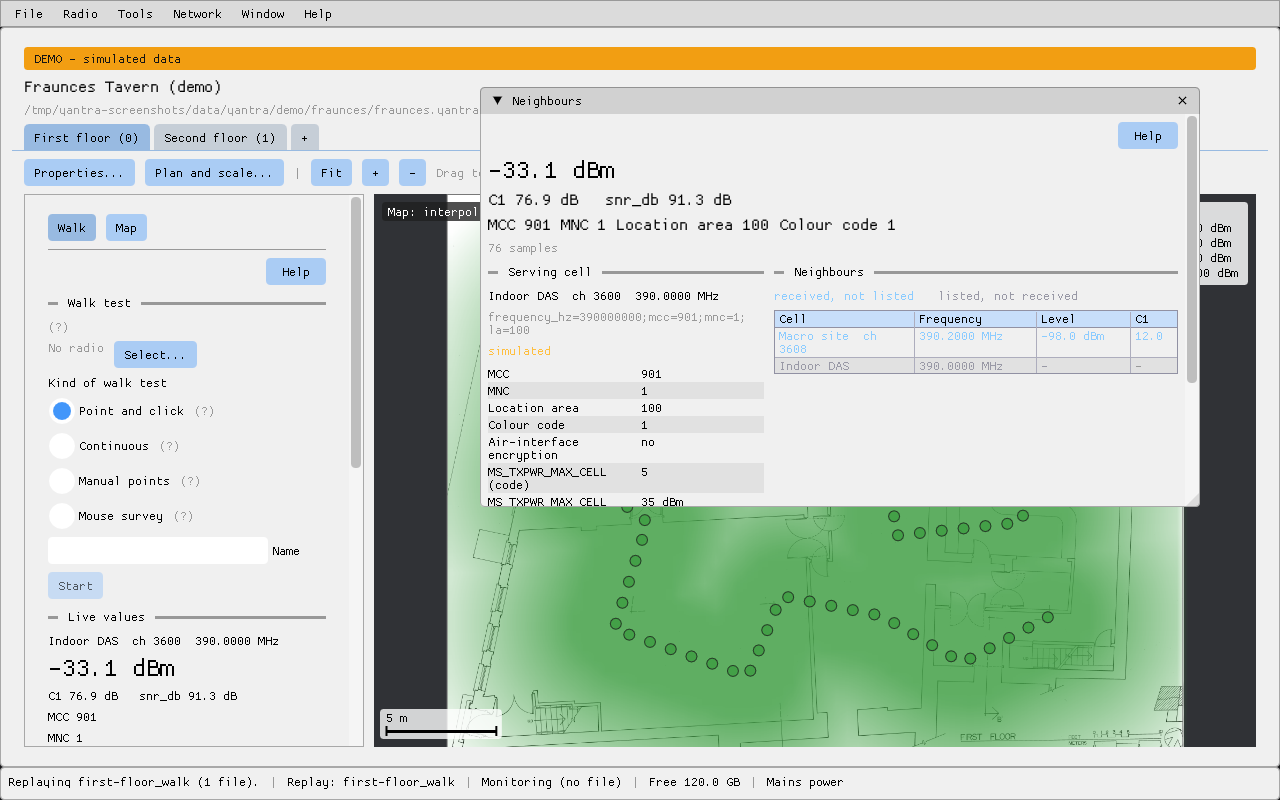 File Radio Tools Network Window Help
DEMO - simulated data
Fraunces Tavern (demo)
/tmp/yantra-screenshots/data/yantra/demo/fraunces/fraunces.yantra
First floor (0) Second floor (1) +
Properties... Plan and scale... | Fit + - Drag to
Walk Map
Help
Walk test
(?)
No radio Select...
Kind of walk test
Point and click (?)
Continuous (?)
Manual points (?)
Mouse survey (?)
Name
Start
Live values
Indoor DAS ch 3600 390.0000 MHz
-33.1 dBm
C1 76.9 dB snr_db 91.3 dB
MCC 901
MNC 1
Map: interpol
▼ Neighbours ✕
Help
-33.1 dBm
C1 76.9 dB snr_db 91.3 dB
MCC 901 MNC 1 Location area 100 Colour code 1
76 samples
Serving cell
Indoor DAS ch 3600 390.0000 MHz
frequency_hz=390000000;mcc=901;mnc=1;
la=100
simulated
MCC 901
MNC 1
Location area 100
Colour code 1
Air-interface encryption no
MS_TXPWR_MAX_CELL (code) 5
MS_TXPWR_MAX_CELL 35 dBm
Neighbours
received, not listed listed, not received
Cell Frequency Level C1
Macro site ch 3608 390.2000 MHz -98.0 dBm 12.0
Indoor DAS 390.0000 MHz - -
dBm
dBm
dBm
dBm
5 m
FIRST FLOOR
Replaying first-floor_walk (1 file). | Replay: first-floor_walk | Monitoring (no file) | Free 120.0 GB | Mains power